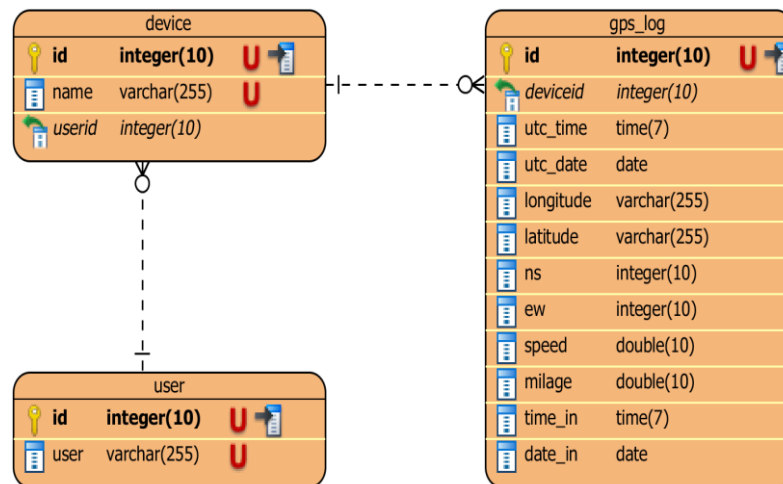 device
id integer(10) U
name varchar(255) U
userid integer(10)
gps_log
id integer(10) U
deviceid integer(10)
utc_time time(7)
utc_date date
longitude varchar(255)
latitude varchar(255)
ns integer(10)
ew integer(10)
speed double(10)
milage double(10)
time_in time(7)
date_in date
user
id integer(10) U
user varchar(255) U